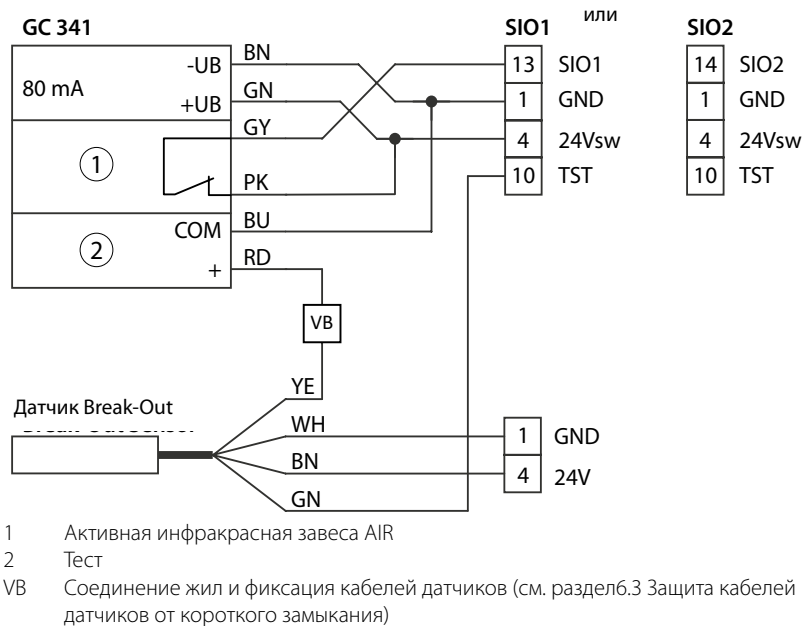 или
GC 341 SIO1 SIO2
-UB BN 13 SIO1 14 SIO2
80 mA
+UB GN 1 GND 1 GND
GY 4 24Vsw 4 24Vsw
1 PK 10 TST 10 TST
COM BU
2
+ RD
VB
YE
Датчик Break-Out
WH 1 GND
BN 4 24V
GN
1 Активная инфракрасная завеса AIR
2 Тест
VB Соединение жил и фиксация кабелей датчиков (см. раздел6.3 Защита кабелей
датчиков от короткого замыкания)